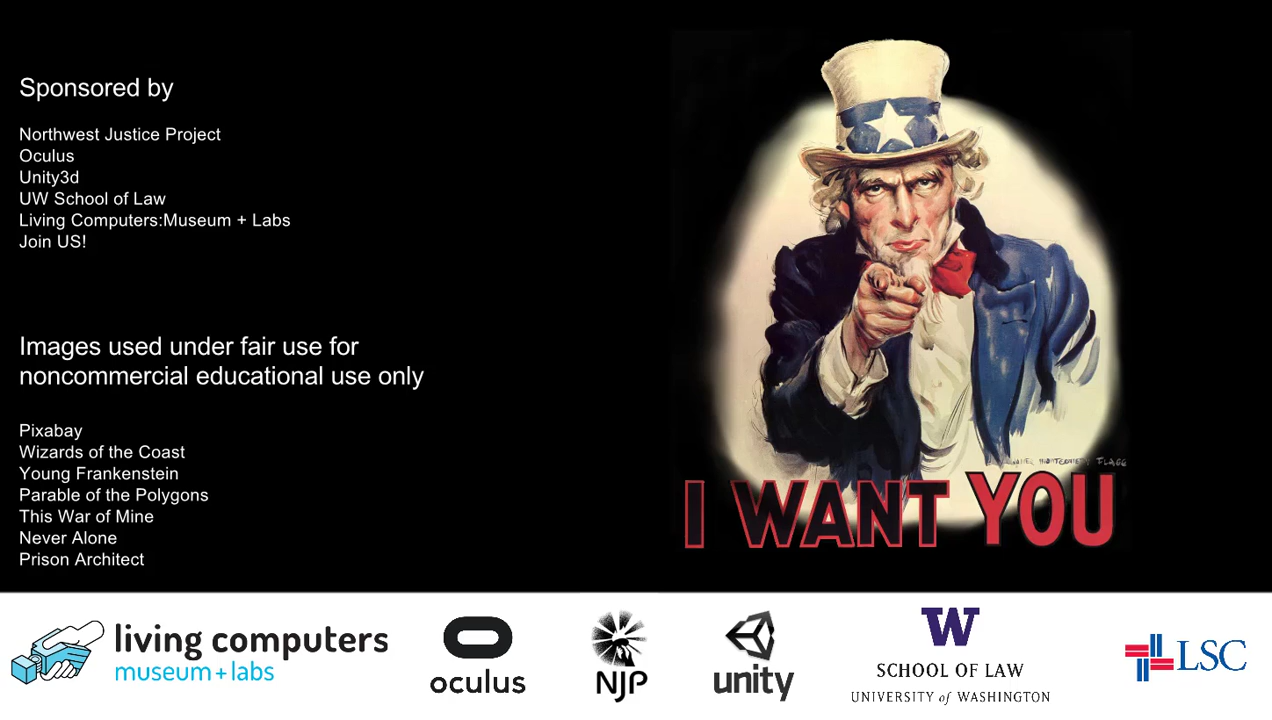 Sponsored by
Northwest Justice Project
Oculus
Unity3d
UW School of Law
Living Computers:Museum + Labs
Join US!
Images used under fair use for
noncommercial educational use only
Pixabay
Wizards of the Coast
Young Frankenstein
Parable of the Polygons
This War of Mine
Never Alone
Prison Architect
FLAGG
I WANT YOU
living computers
museum+labs
oculus
NJP
unity
W
SCHOOL OF LAW
UNIVERSITY of WASHINGTON
LSC